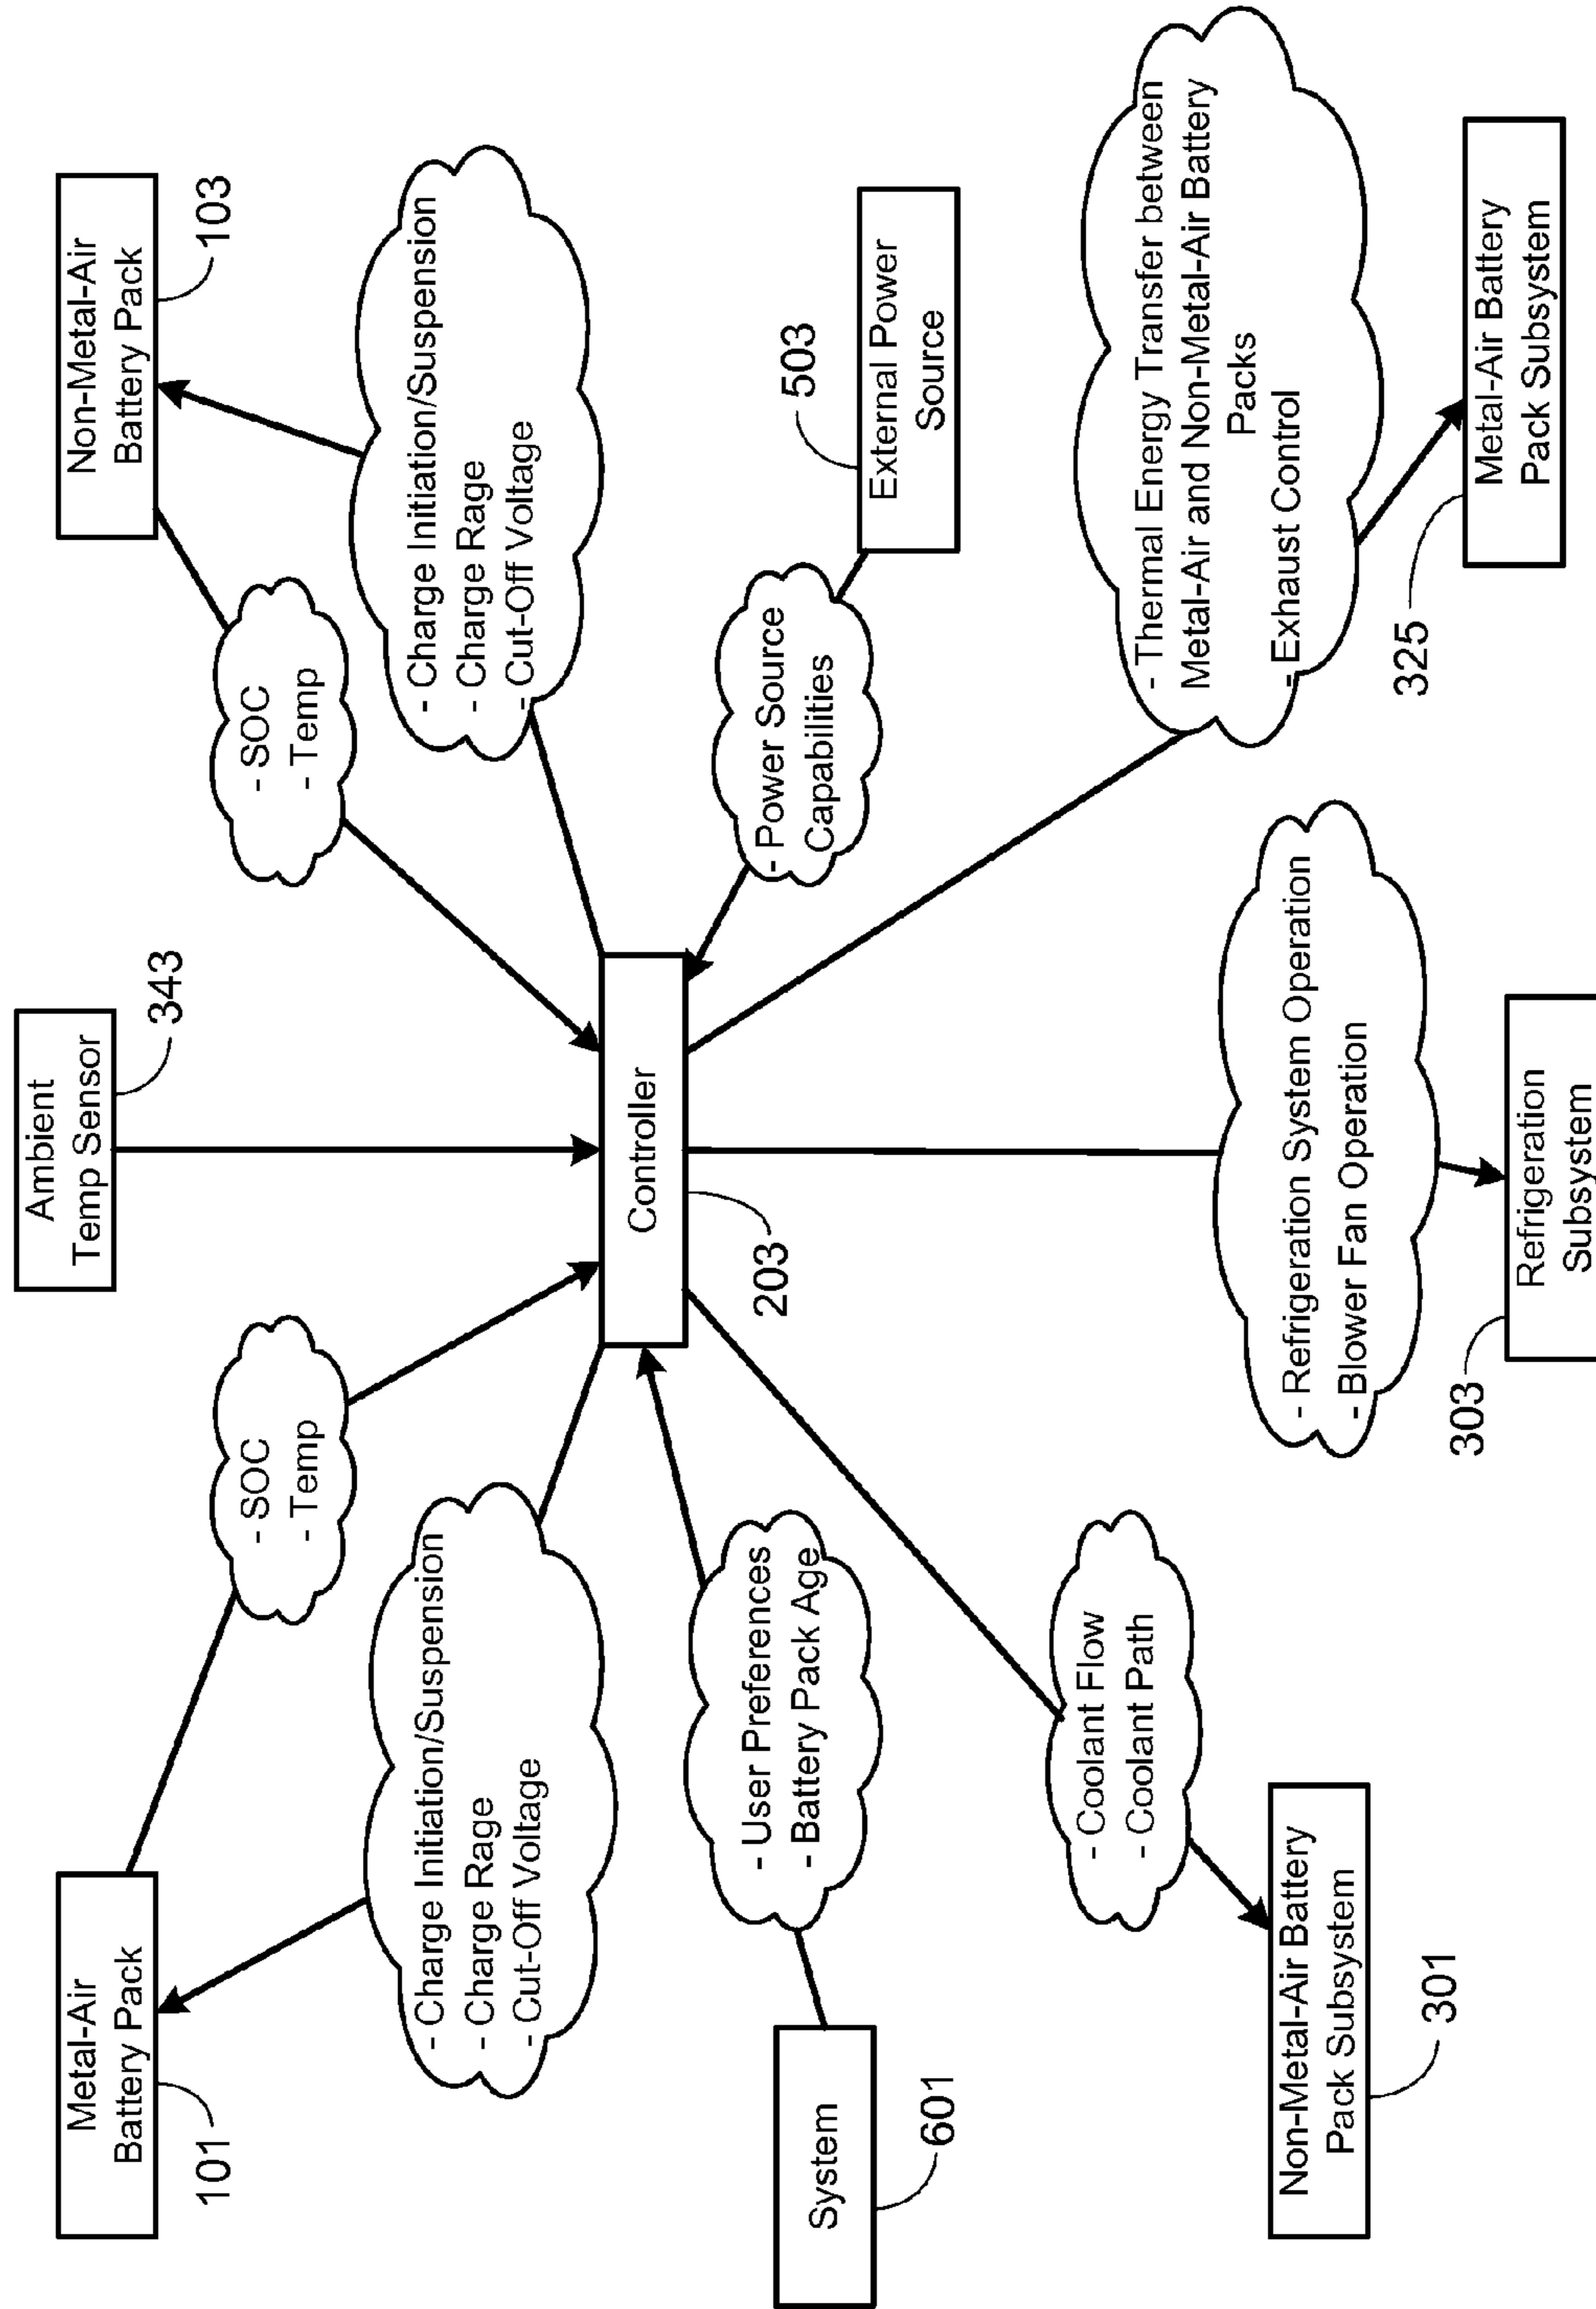 Ambient
Temp Sensor
343
Metal-Air
Battery Pack
101
Non-Metal-Air
Battery Pack
103
- SOC
- Temp
- SOC
- Temp
- Charge Initiation/Suspension
- Charge Rage
- Cut-Off Voltage
- Charge Initiation/Suspension
- Charge Rage
- Cut-Off Voltage
Controller
203
- User Preferences
- Battery Pack Age
System
601
- Power Source
Capabilities
External Power
Source
503
- Coolant Flow
- Coolant Path
Non-Metal-Air Battery
Pack Subsystem
301
- Refrigeration System Operation
- Blower Fan Operation
Refrigeration
Subsystem
303
- Thermal Energy Transfer between
Metal-Air and Non-Metal-Air Battery
Packs
- Exhaust Control
Metal-Air Battery
Pack Subsystem
325